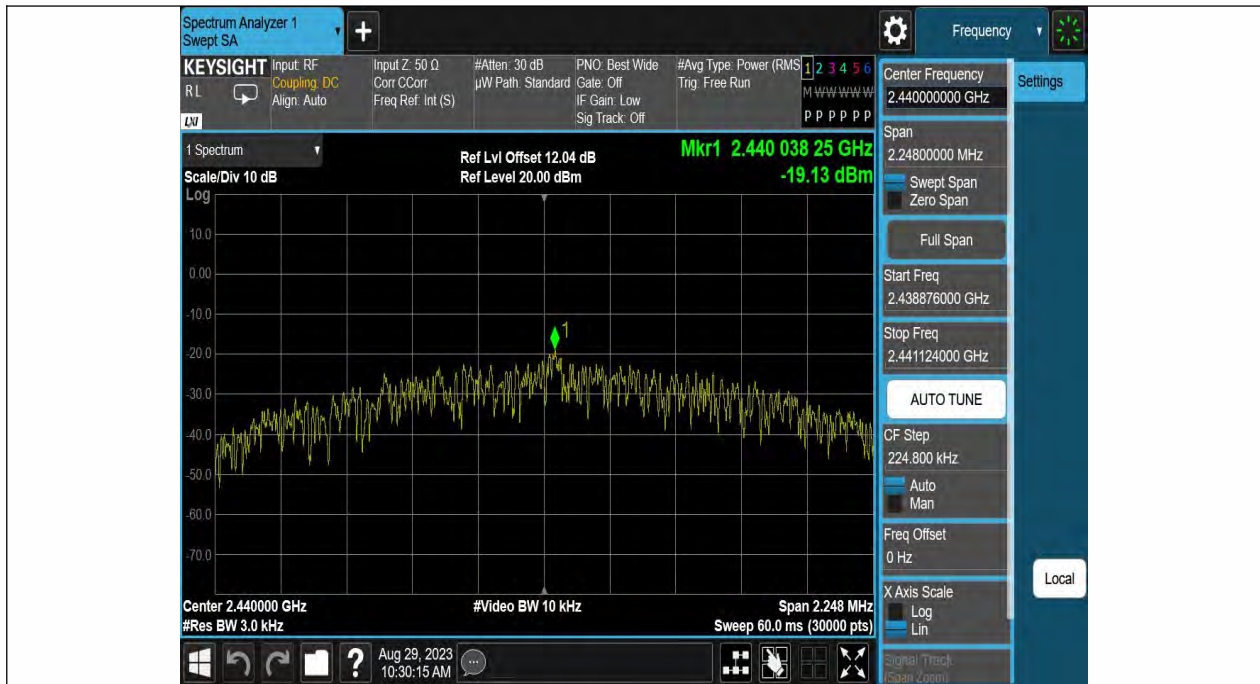 Spectrum Analyzer 1
Swept SA
+
Frequency
KEYSIGHT
RL
LXI
Input: RF
Coupling: DC
Align: Auto
Input Z: 50 Ω
Corr CCorr
Freq Ref: Int (S)
#Atten: 30 dB
µW Path: Standard
PNO: Best Wide
Gate: Off
IF Gain: Low
Sig Track: Off
#Avg Type: Power (RMS
Trig: Free Run
1 2 3 4 5 6
M W W W W W
P P P P P P
1 Spectrum
Scale/Div 10 dB
Ref Lvl Offset 12.04 dB
Ref Level 20.00 dBm
Mkr1 2.440 038 25 GHz
-19.13 dBm
Log
10.0
0.00
-10.0
-20.0
-30.0
-40.0
-50.0
-60.0
-70.0
1
Center 2.440000 GHz
#Res BW 3.0 kHz
#Video BW 10 kHz
Span 2.248 MHz
Sweep 60.0 ms (30000 pts)
Center Frequency
2.440000000 GHz
Settings
Span
2.24800000 MHz
Swept Span
Zero Span
Full Span
Start Freq
2.438876000 GHz
Stop Freq
2.441124000 GHz
AUTO TUNE
CF Step
224.800 kHz
Auto
Man
Freq Offset
0 Hz
X Axis Scale
Log
Lin
Signal Track
(Span Zoom)
Local
?
Aug 29, 2023
10:30:15 AM